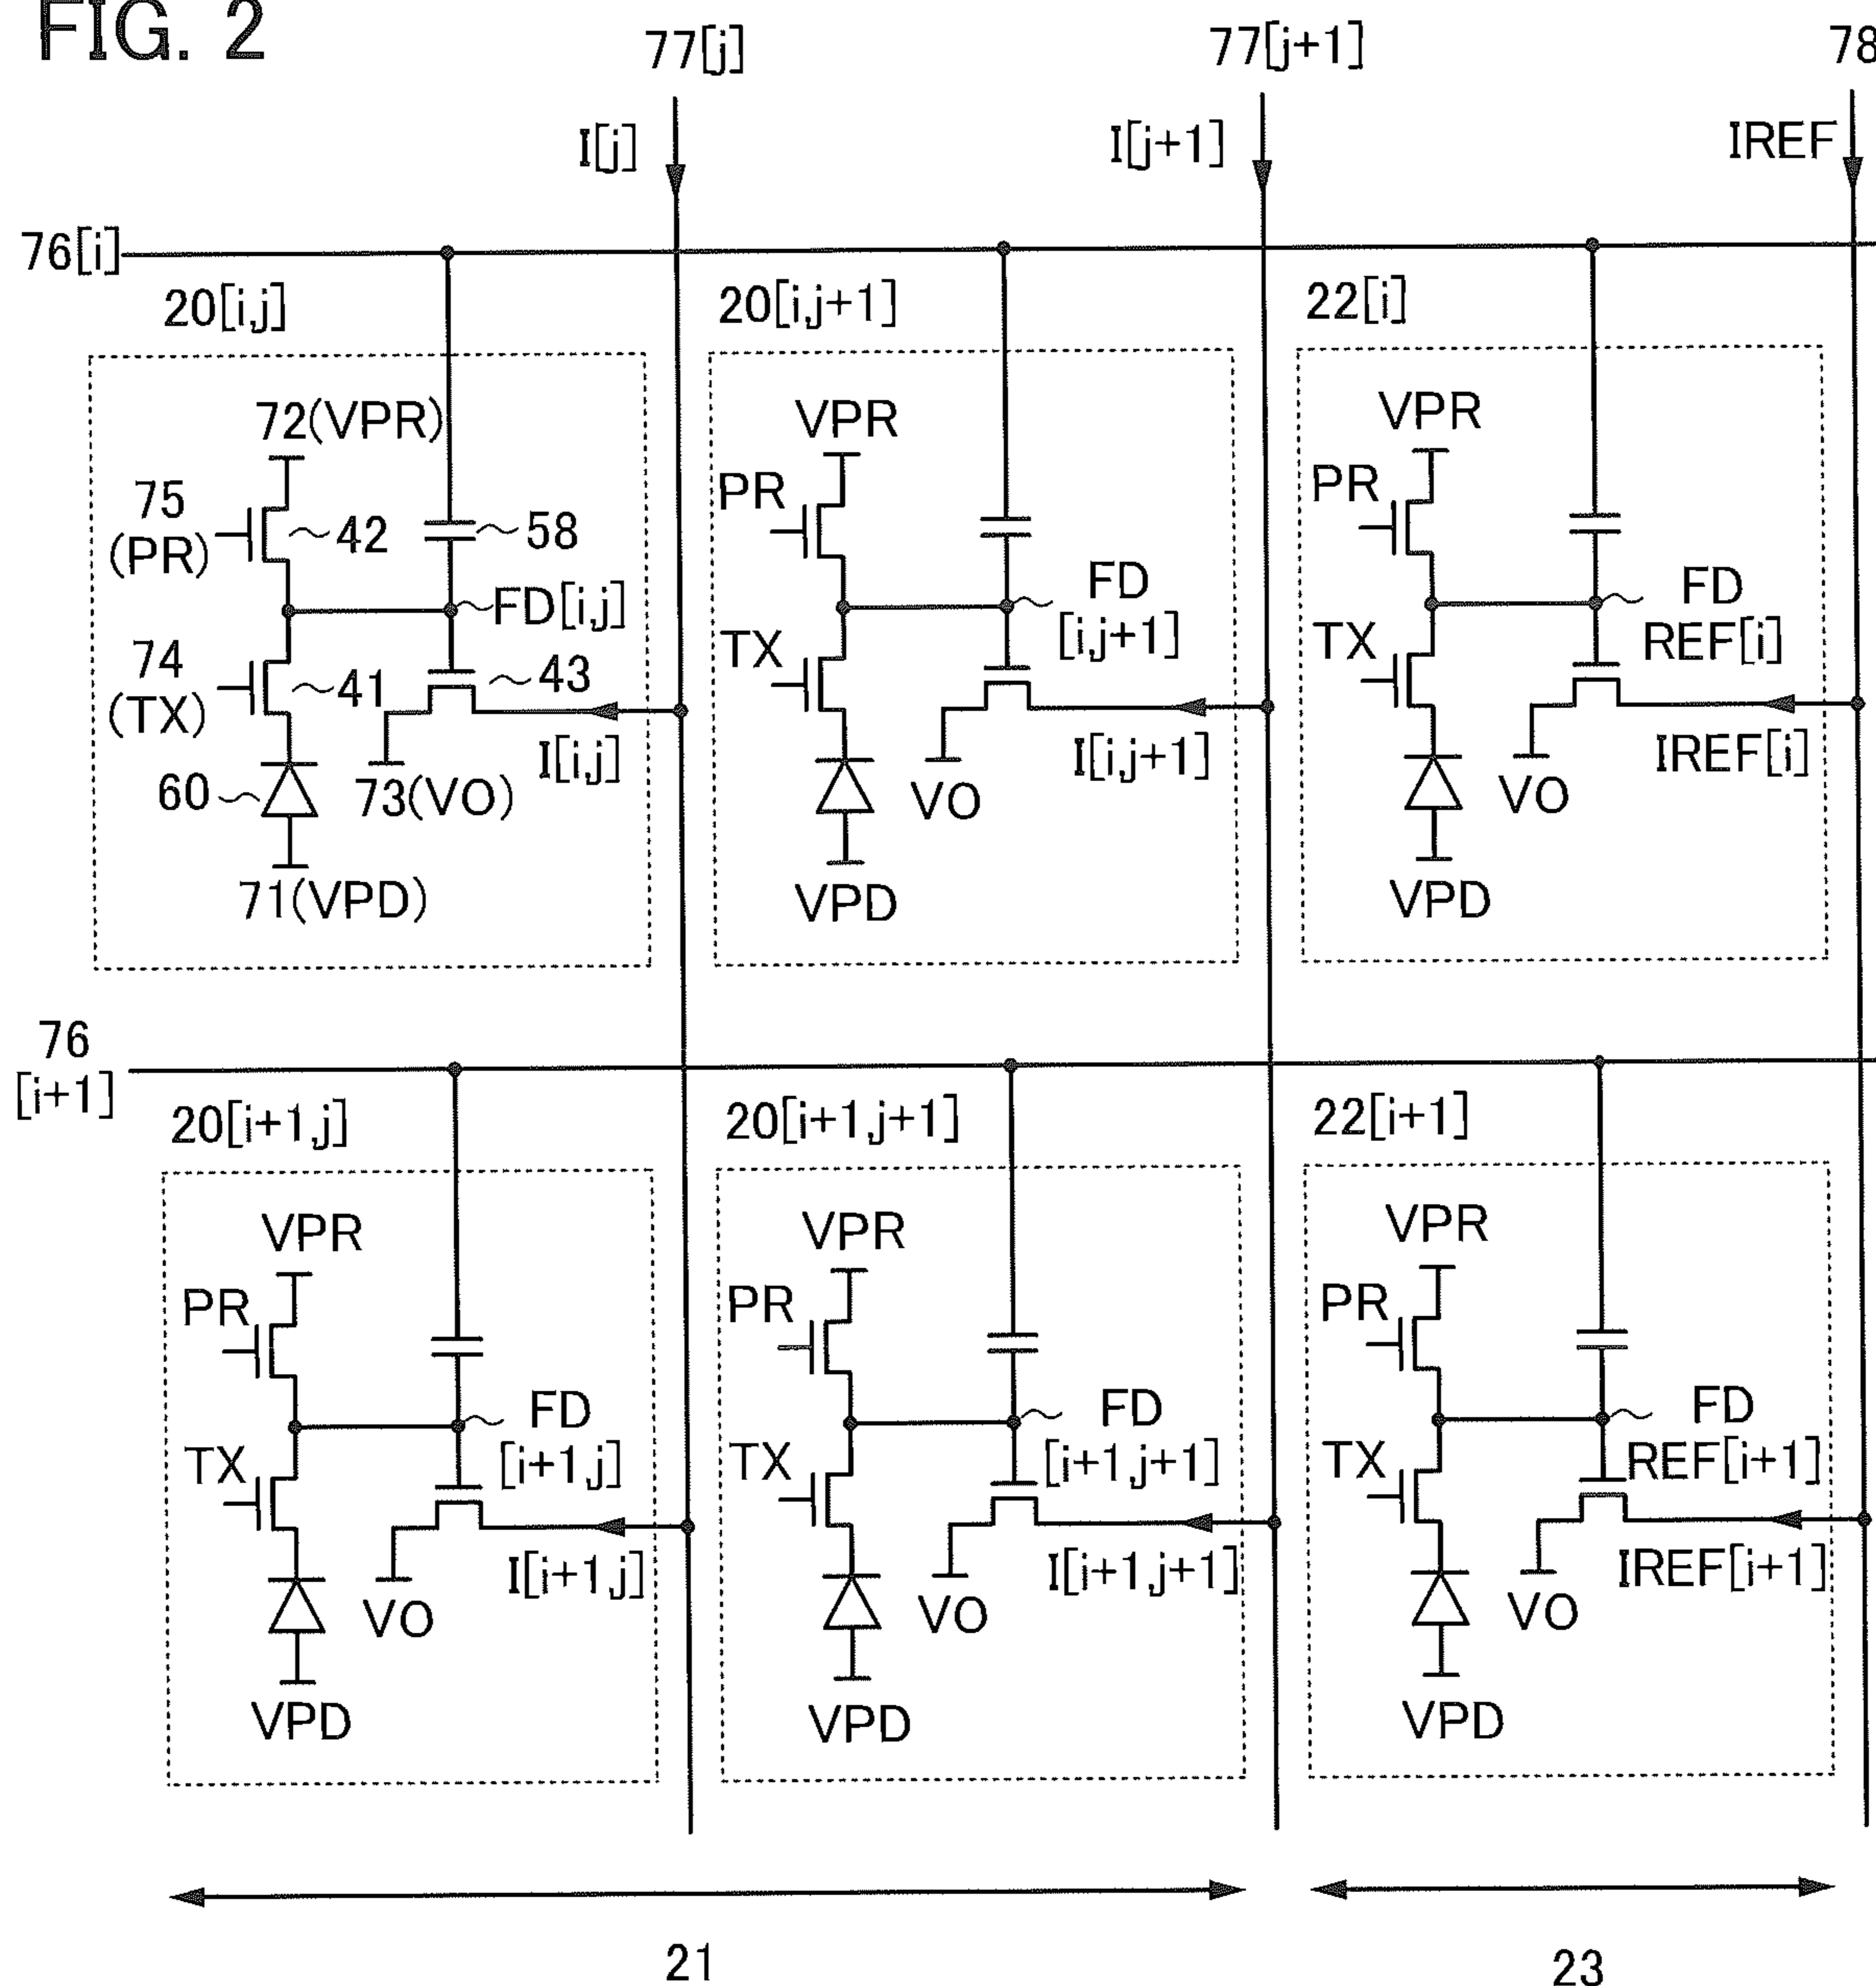 FIG. 2
77[j]
77[j+1]
78
I[j]
I[j+1]
IREF
76[i]
20[i,j]
20[i,j+1]
22[i]
72(VPR)
VPR
VPR
75
(PR)
42
58
PR
PR
FD[i,j]
FD
[i,j+1]
FD
REF[i]
74
(TX)
41
43
TX
TX
I[i,j]
I[i,j+1]
IREF[i]
60
73(VO)
VO
VO
71(VPD)
VPD
VPD
76
[i+1]
20[i+1,j]
20[i+1,j+1]
22[i+1]
VPR
VPR
VPR
PR
PR
PR
FD
[i+1,j]
FD
[i+1,j+1]
FD
REF[i+1]
TX
TX
TX
I[i+1,j]
I[i+1,j+1]
IREF[i+1]
VO
VO
VO
VPD
VPD
VPD
21
23